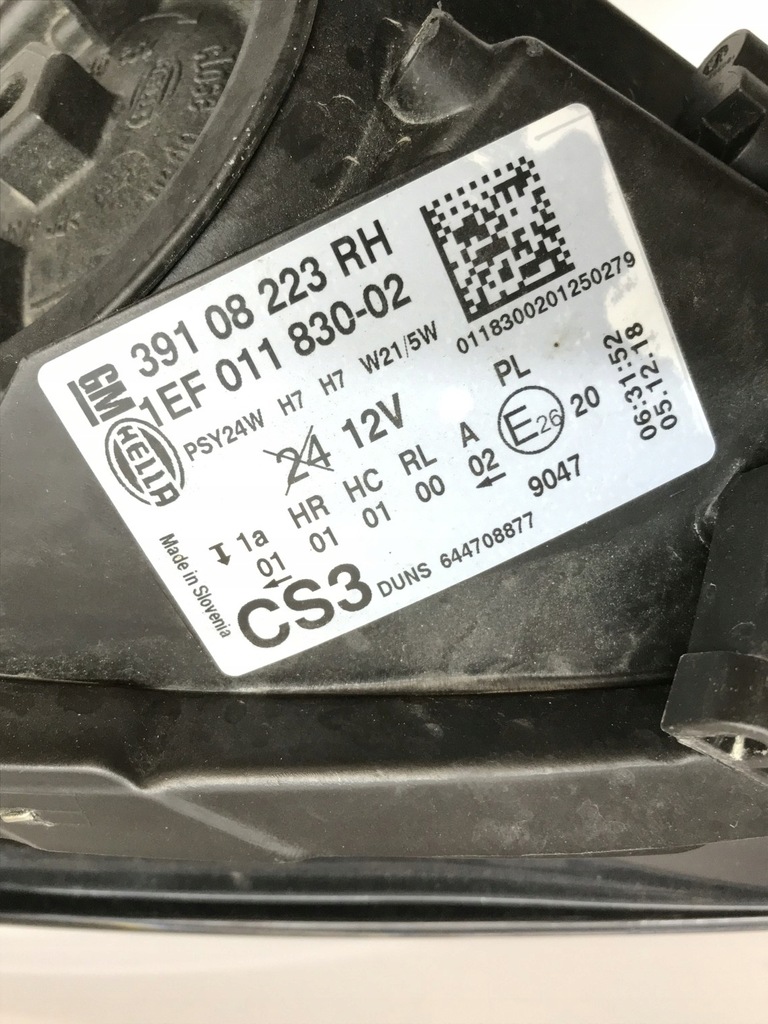 GM 391 08 223 RH
1EF 011 830-02
HELLA
PSY24W H7 H7 W21/5W
0118300201250279
24 12V
PL
E26 20
1a HR HC RL A
01 01 01 00 02
9047
CS3 DUNS 644708877
Made in Slovenia
06:31:52
05.12.18